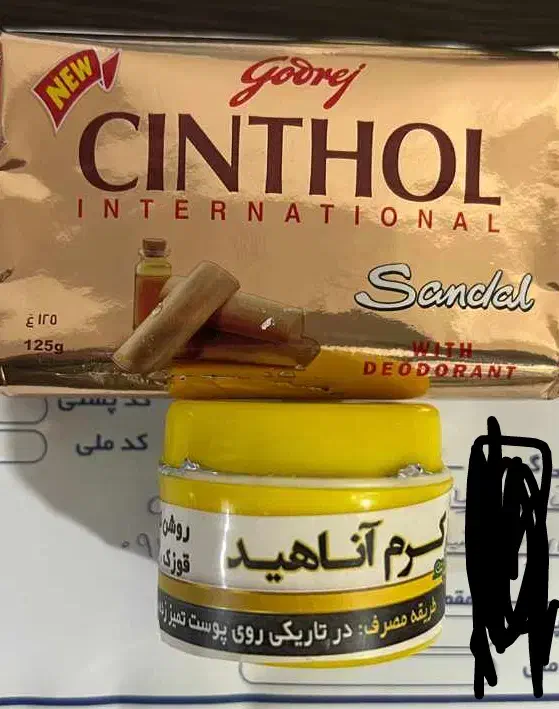 NEW
Godrej
CINTHOL
INTERNATIONAL
Sandal
١٢٥ غ
125g
WITH
DEODORANT
کد پستی
کد ملی
کرم آناهید
روشن
قوزک
طریقه مصرف: در تاریکی روی پوست تمیز